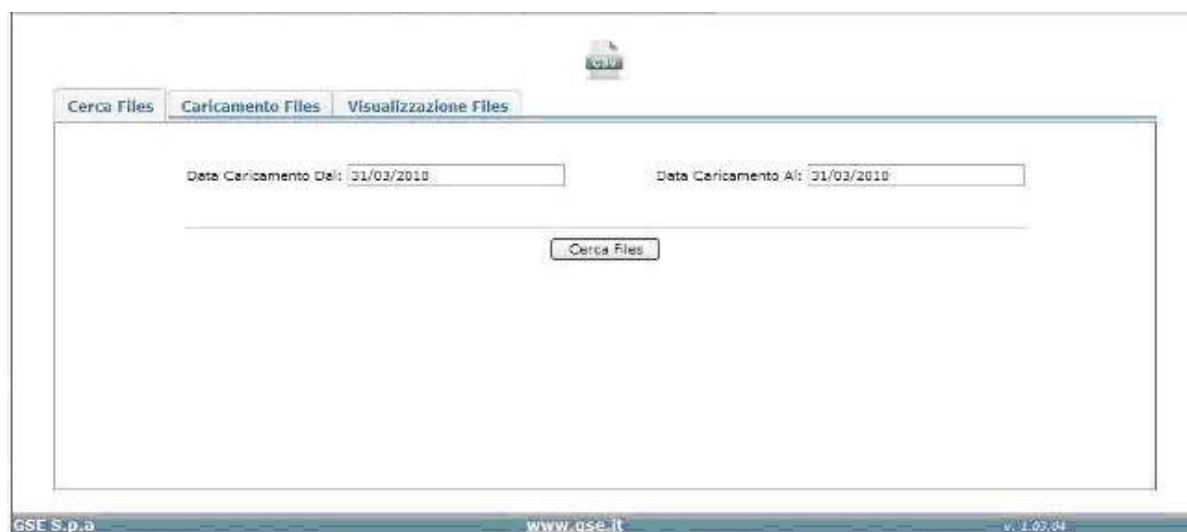 CSV
Cerca Files Caricamento Files Visualizzazione Files
Data Caricamento Dal: 31/03/2010 Data Caricamento Al: 31/03/2010
Cerca Files
GSE S.p.a www.gse.it v. 1.03.04